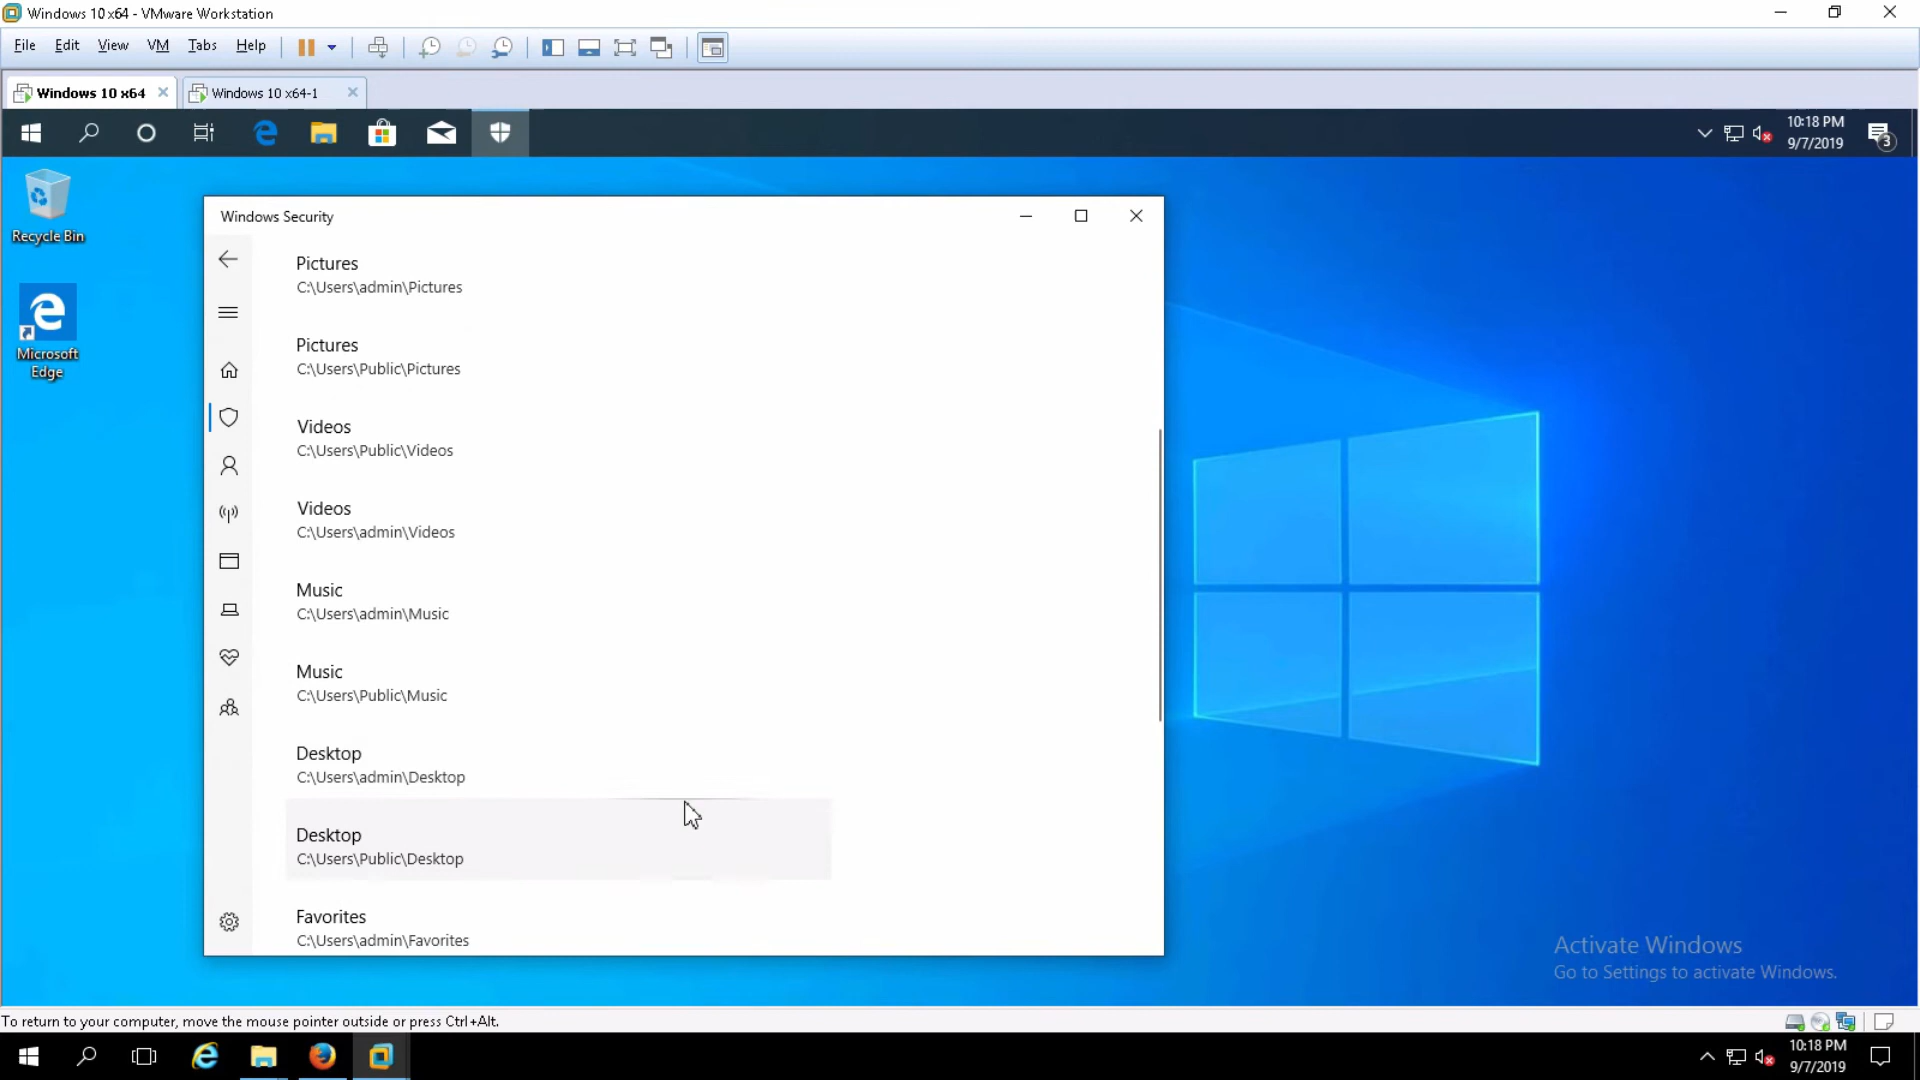 Windows 10 x64 - VMware Workstation
File Edit View VM Tabs Help
Windows 10 x64
Windows 10 x64-1
10:18 PM
9/7/2019
3
Recycle Bin
Microsoft
Edge
Windows Security
Pictures
C:\Users\admin\Pictures
Pictures
C:\Users\Public\Pictures
Videos
C:\Users\Public\Videos
Videos
C:\Users\admin\Videos
Music
C:\Users\admin\Music
Music
C:\Users\Public\Music
Desktop
C:\Users\admin\Desktop
Desktop
C:\Users\Public\Desktop
Favorites
C:\Users\admin\Favorites
Activate Windows
Go to Settings to activate Windows.
To return to your computer, move the mouse pointer outside or press Ctrl+Alt.
10:18 PM
9/7/2019